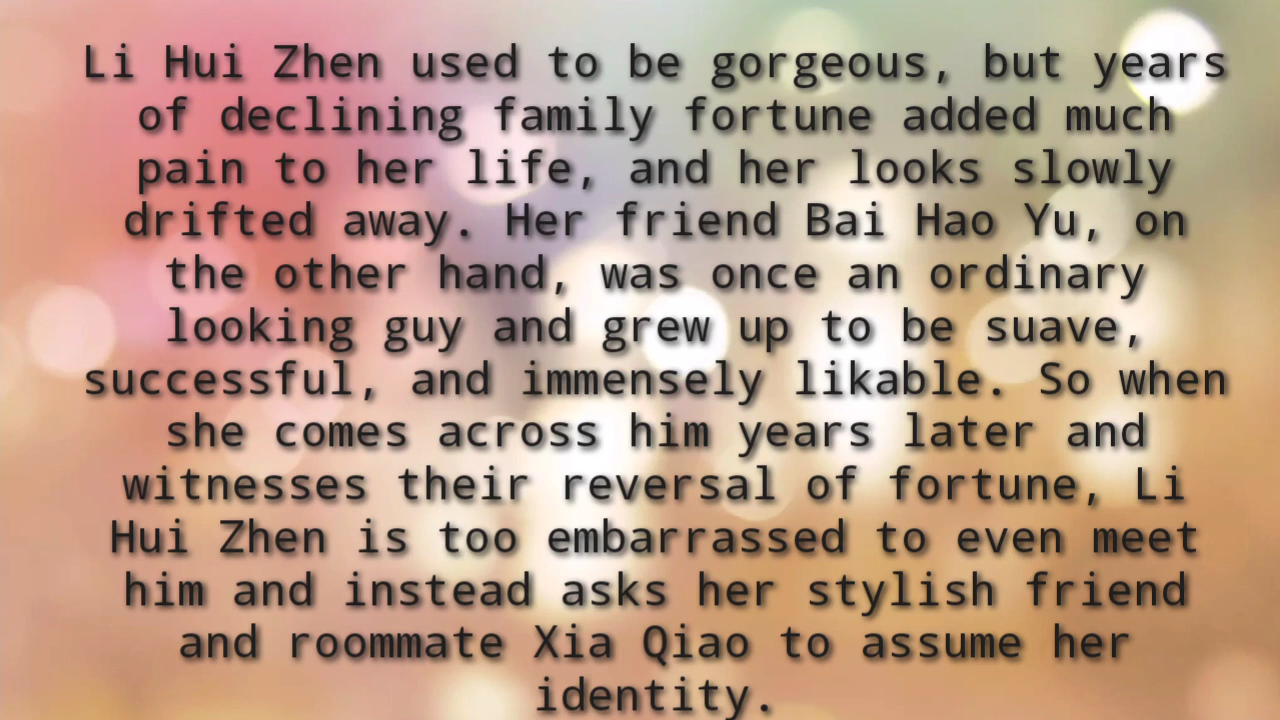 Li Hui Zhen used to be gorgeous, but years
of declining family fortune added much
pain to her life, and her looks slowly
drifted away. Her friend Bai Hao Yu, on
the other hand, was once an ordinary
looking guy and grew up to be suave,
successful, and immensely likable. So when
she comes across him years later and
witnesses their reversal of fortune, Li
Hui Zhen is too embarrassed to even meet
him and instead asks her stylish friend
and roommate Xia Qiao to assume her
identity.